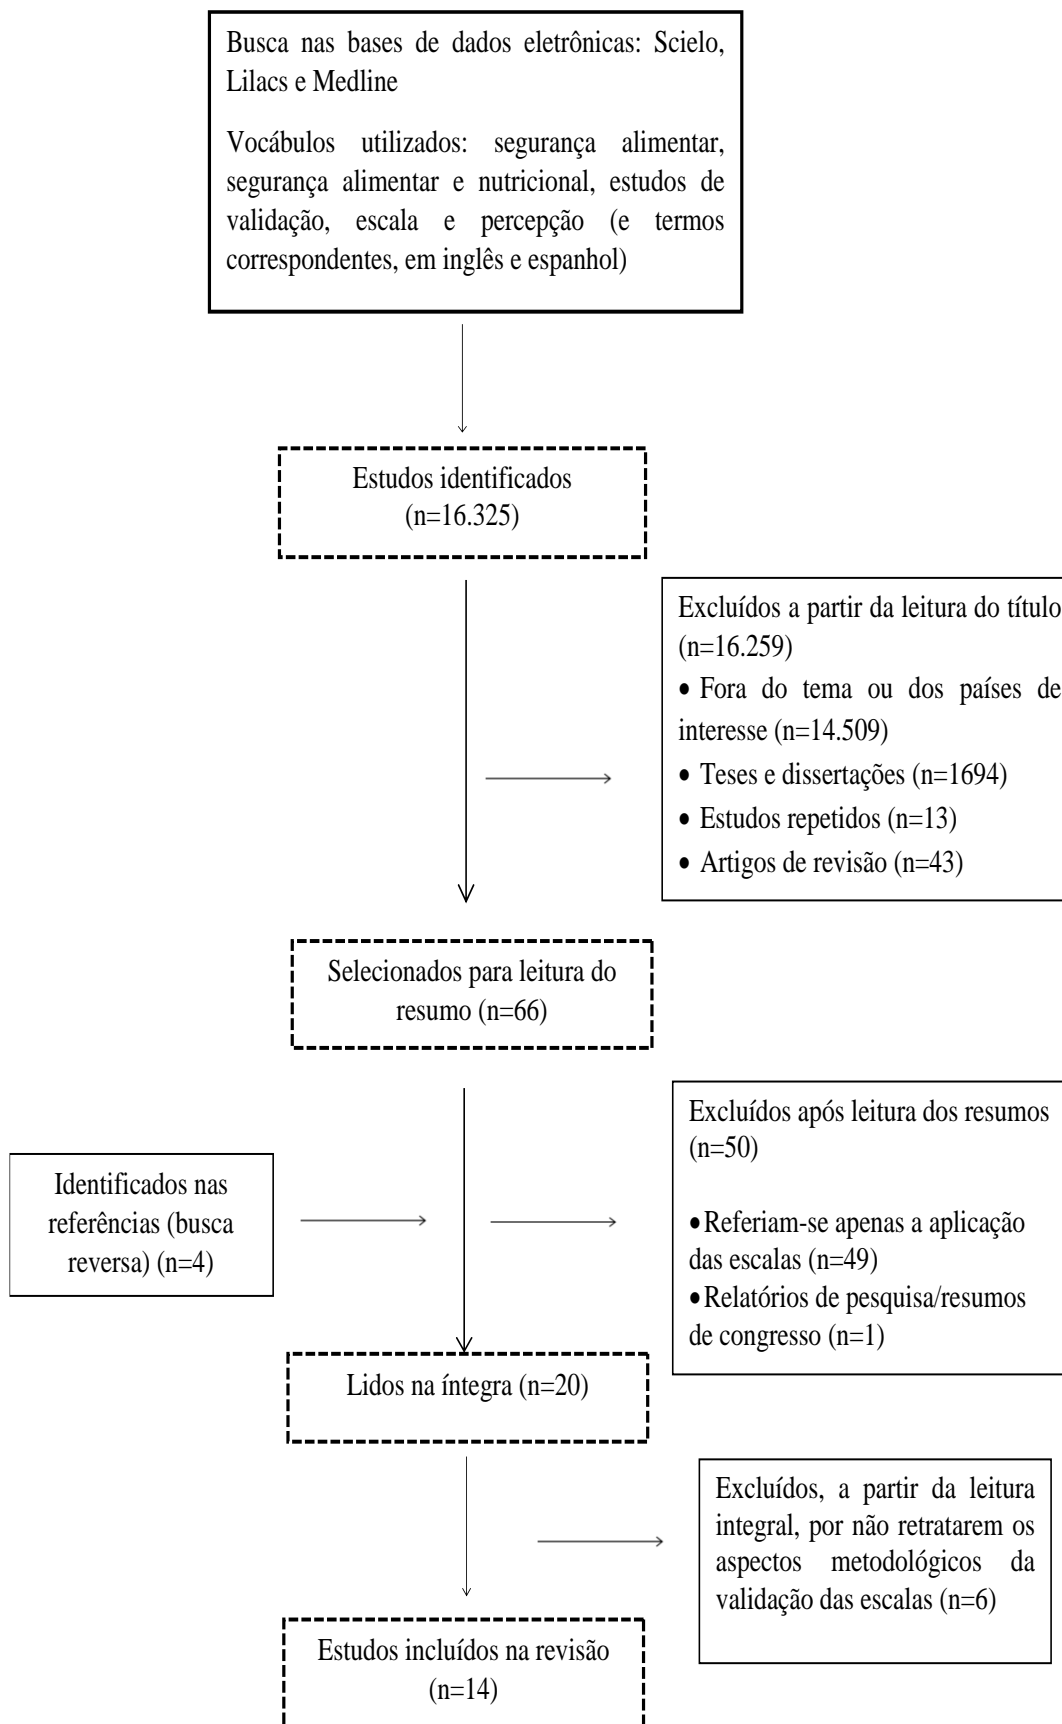 Busca nas bases de dados eletrônicas: Scielo,
Lilacs e Medline
Vocábulos utilizados: segurança alimentar,
segurança alimentar e nutricional, estudos de
validação, escala e percepção (e termos
correspondentes, em inglês e espanhol)
Estudos identificados
(n=16.325)
Excluídos a partir da leitura do título
(n=16.259)
• Fora do tema ou dos países de
interesse (n=14.509)
• Teses e dissertações (n=1694)
• Estudos repetidos (n=13)
• Artigos de revisão (n=43)
Selecionados para leitura do
resumo (n=66)
Excluídos após leitura dos resumos
(n=50)
•Referiam-se apenas a aplicação
das escalas (n=49)
•Relatórios de pesquisa/resumos
de congresso (n=1)
Identificados nas
referências (busca
reversa) (n=4)
Lidos na íntegra (n=20)
Excluídos, a partir da leitura
integral, por não retratarem os
aspectos metodológicos da
validação das escalas (n=6)
Estudos incluídos na revisão
(n=14)